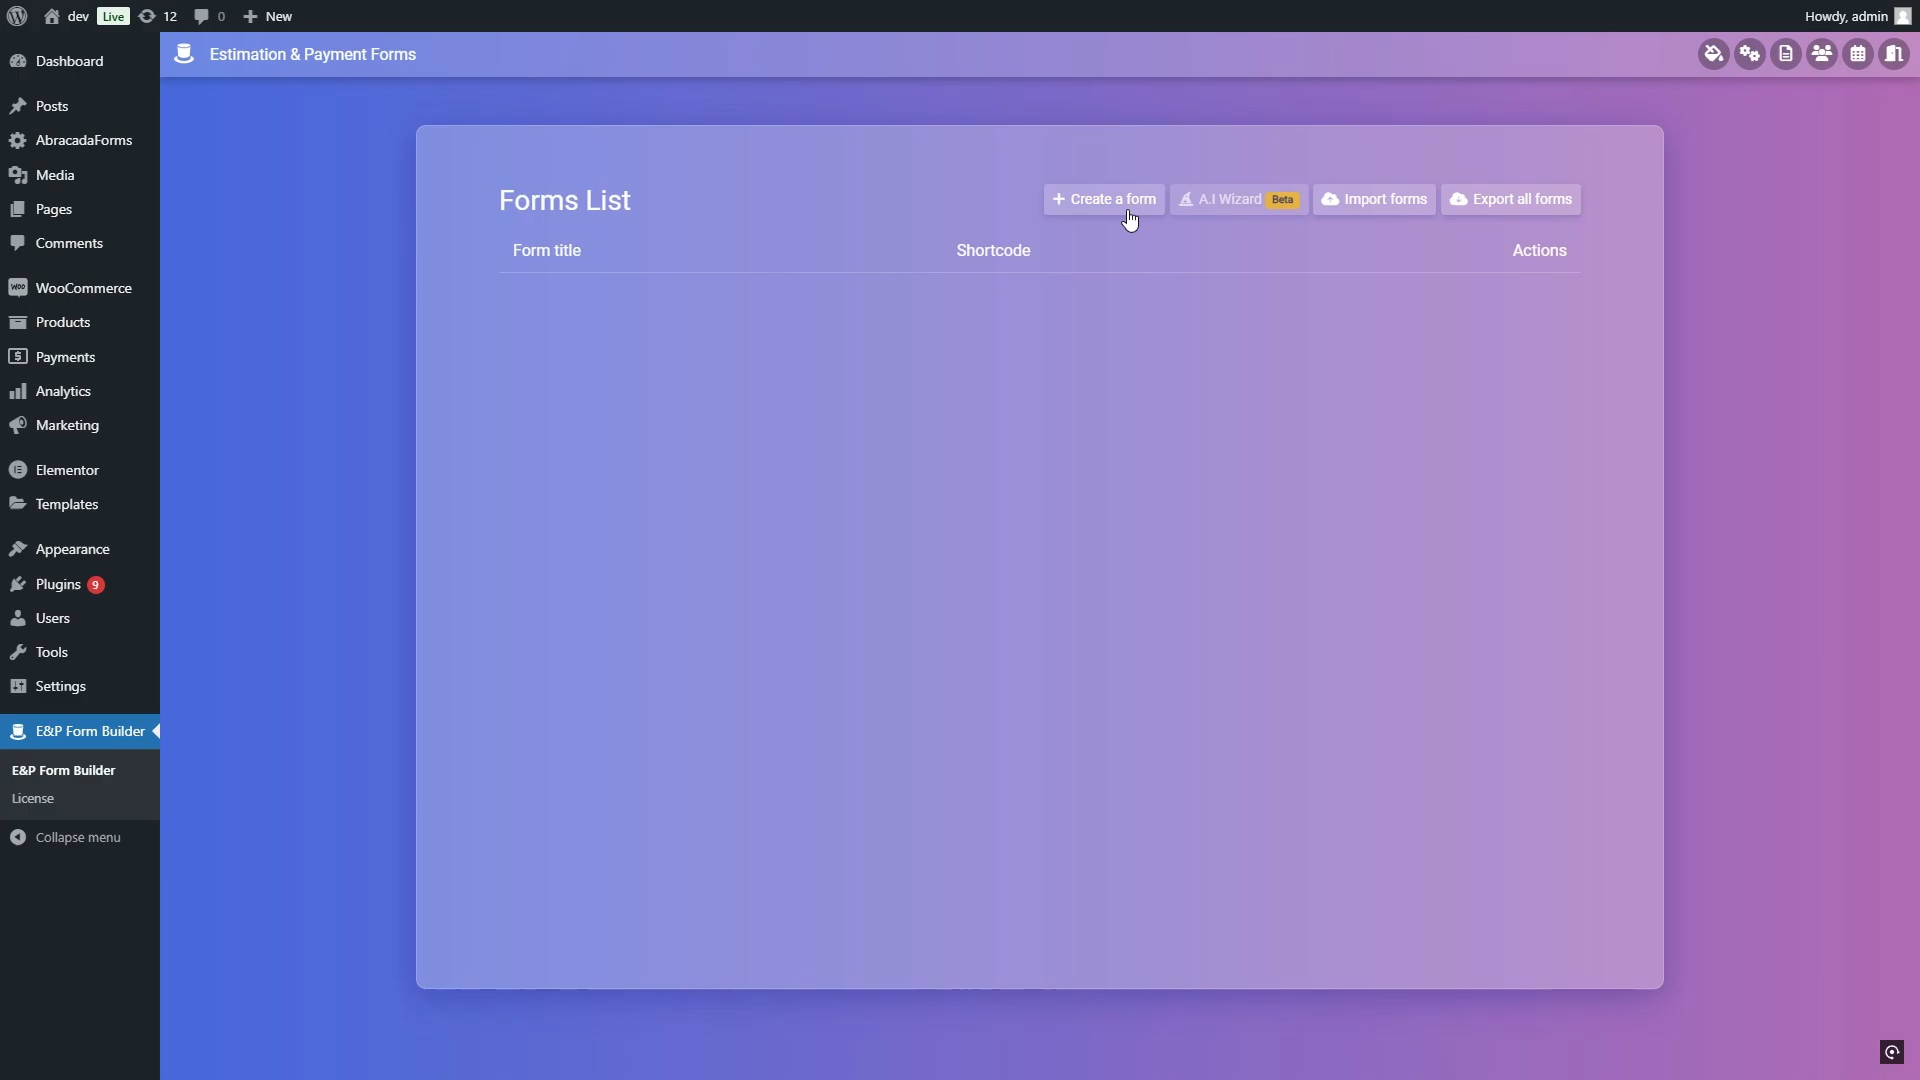 dev Live 12 0 New
Howdy, admin
Estimation & Payment Forms
Dashboard
Posts
AbracadaForms
Media
Pages
Comments
WooCommerce
Products
Payments
Analytics
Marketing
Elementor
Templates
Appearance
Plugins 9
Users
Tools
Settings
E&P Form Builder
E&P Form Builder
License
Collapse menu
Forms List
Create a form
A.I Wizard Beta
Import forms
Export all forms
Form title
Shortcode
Actions